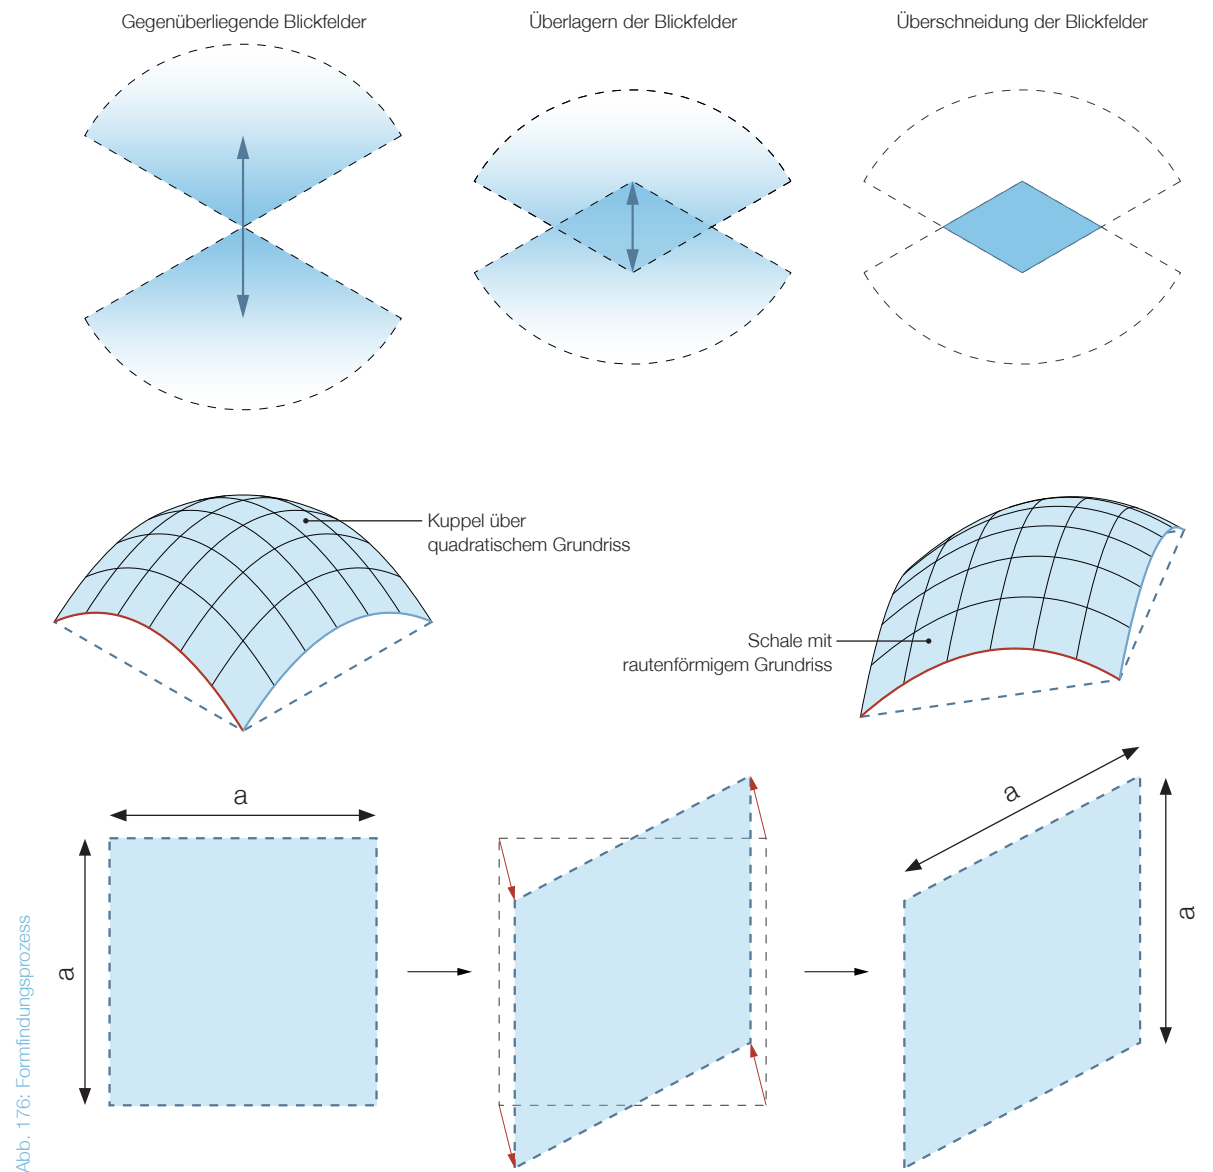 Gegenüberliegende Blickfelder
Überlagern der Blickfelder
Überschneidung der Blickfelder
Kuppel über
quadratischem Grundriss
Schale mit
rautenförmigem Grundriss
a
a
a
a
Abb. 176: Formfindungsprozess